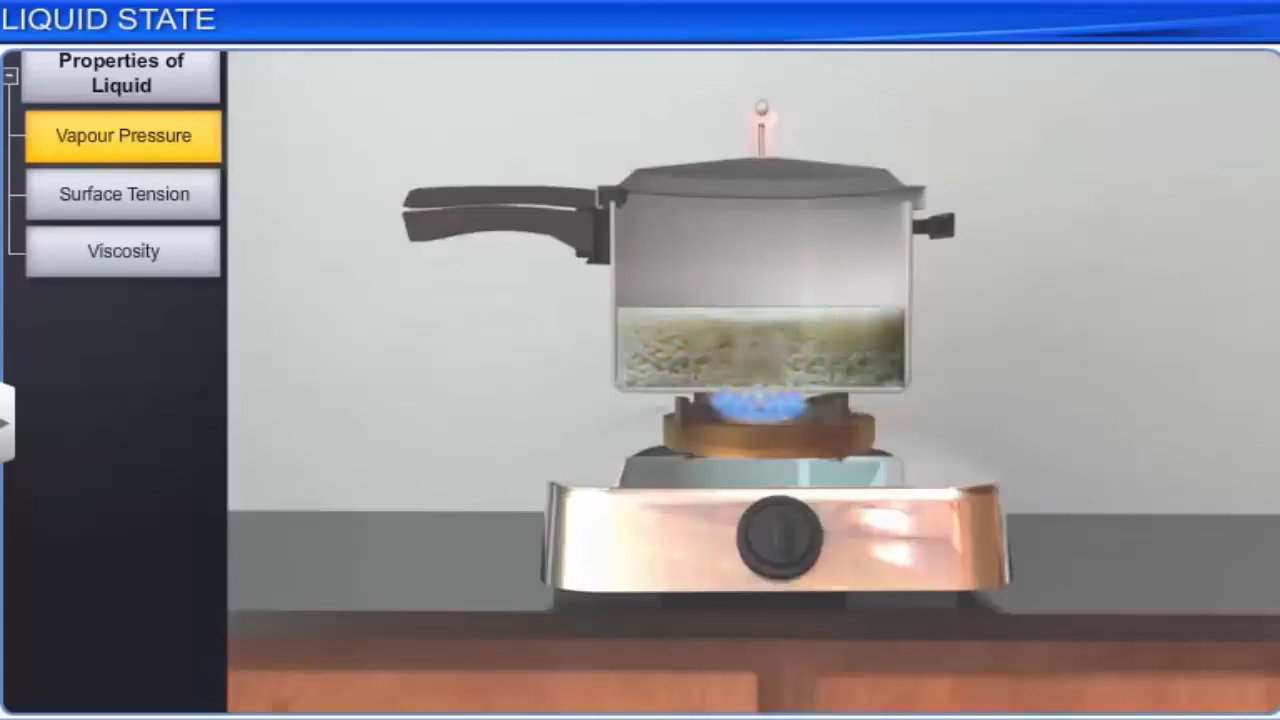 LIQUID STATE
Properties of
Liquid
Vapour Pressure
Surface Tension
Viscosity